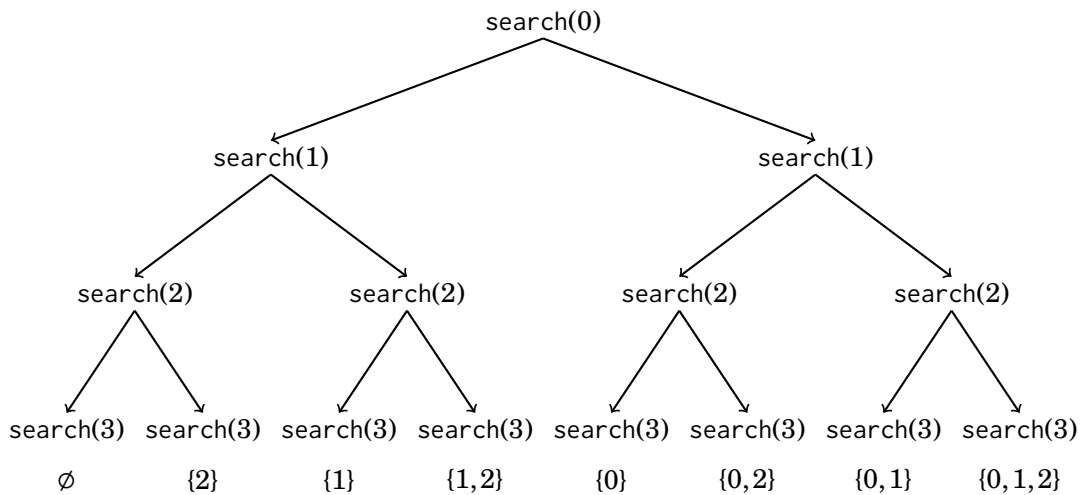 search(0)
search(1) search(1)
search(2) search(2) search(2) search(2)
search(3) search(3) search(3) search(3) search(3) search(3) search(3) search(3)
∅ {2} {1} {1,2} {0} {0,2} {0,1} {0,1,2}